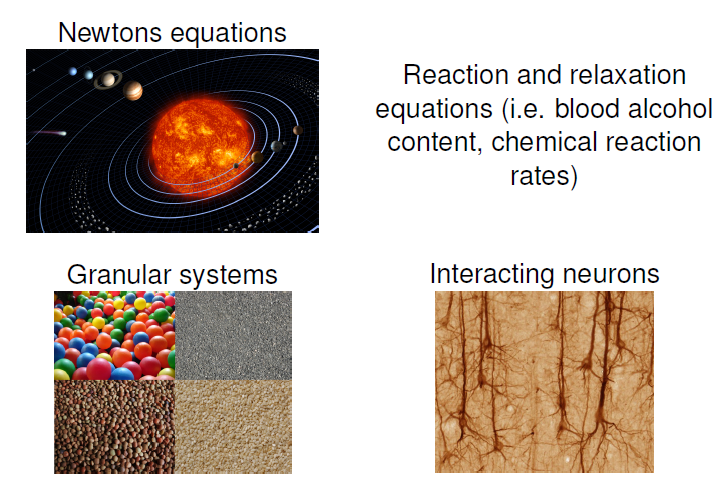 Newtons equations
Reaction and relaxation
equations (i.e. blood alcohol
content, chemical reaction
rates)
Granular systems
Interacting neurons